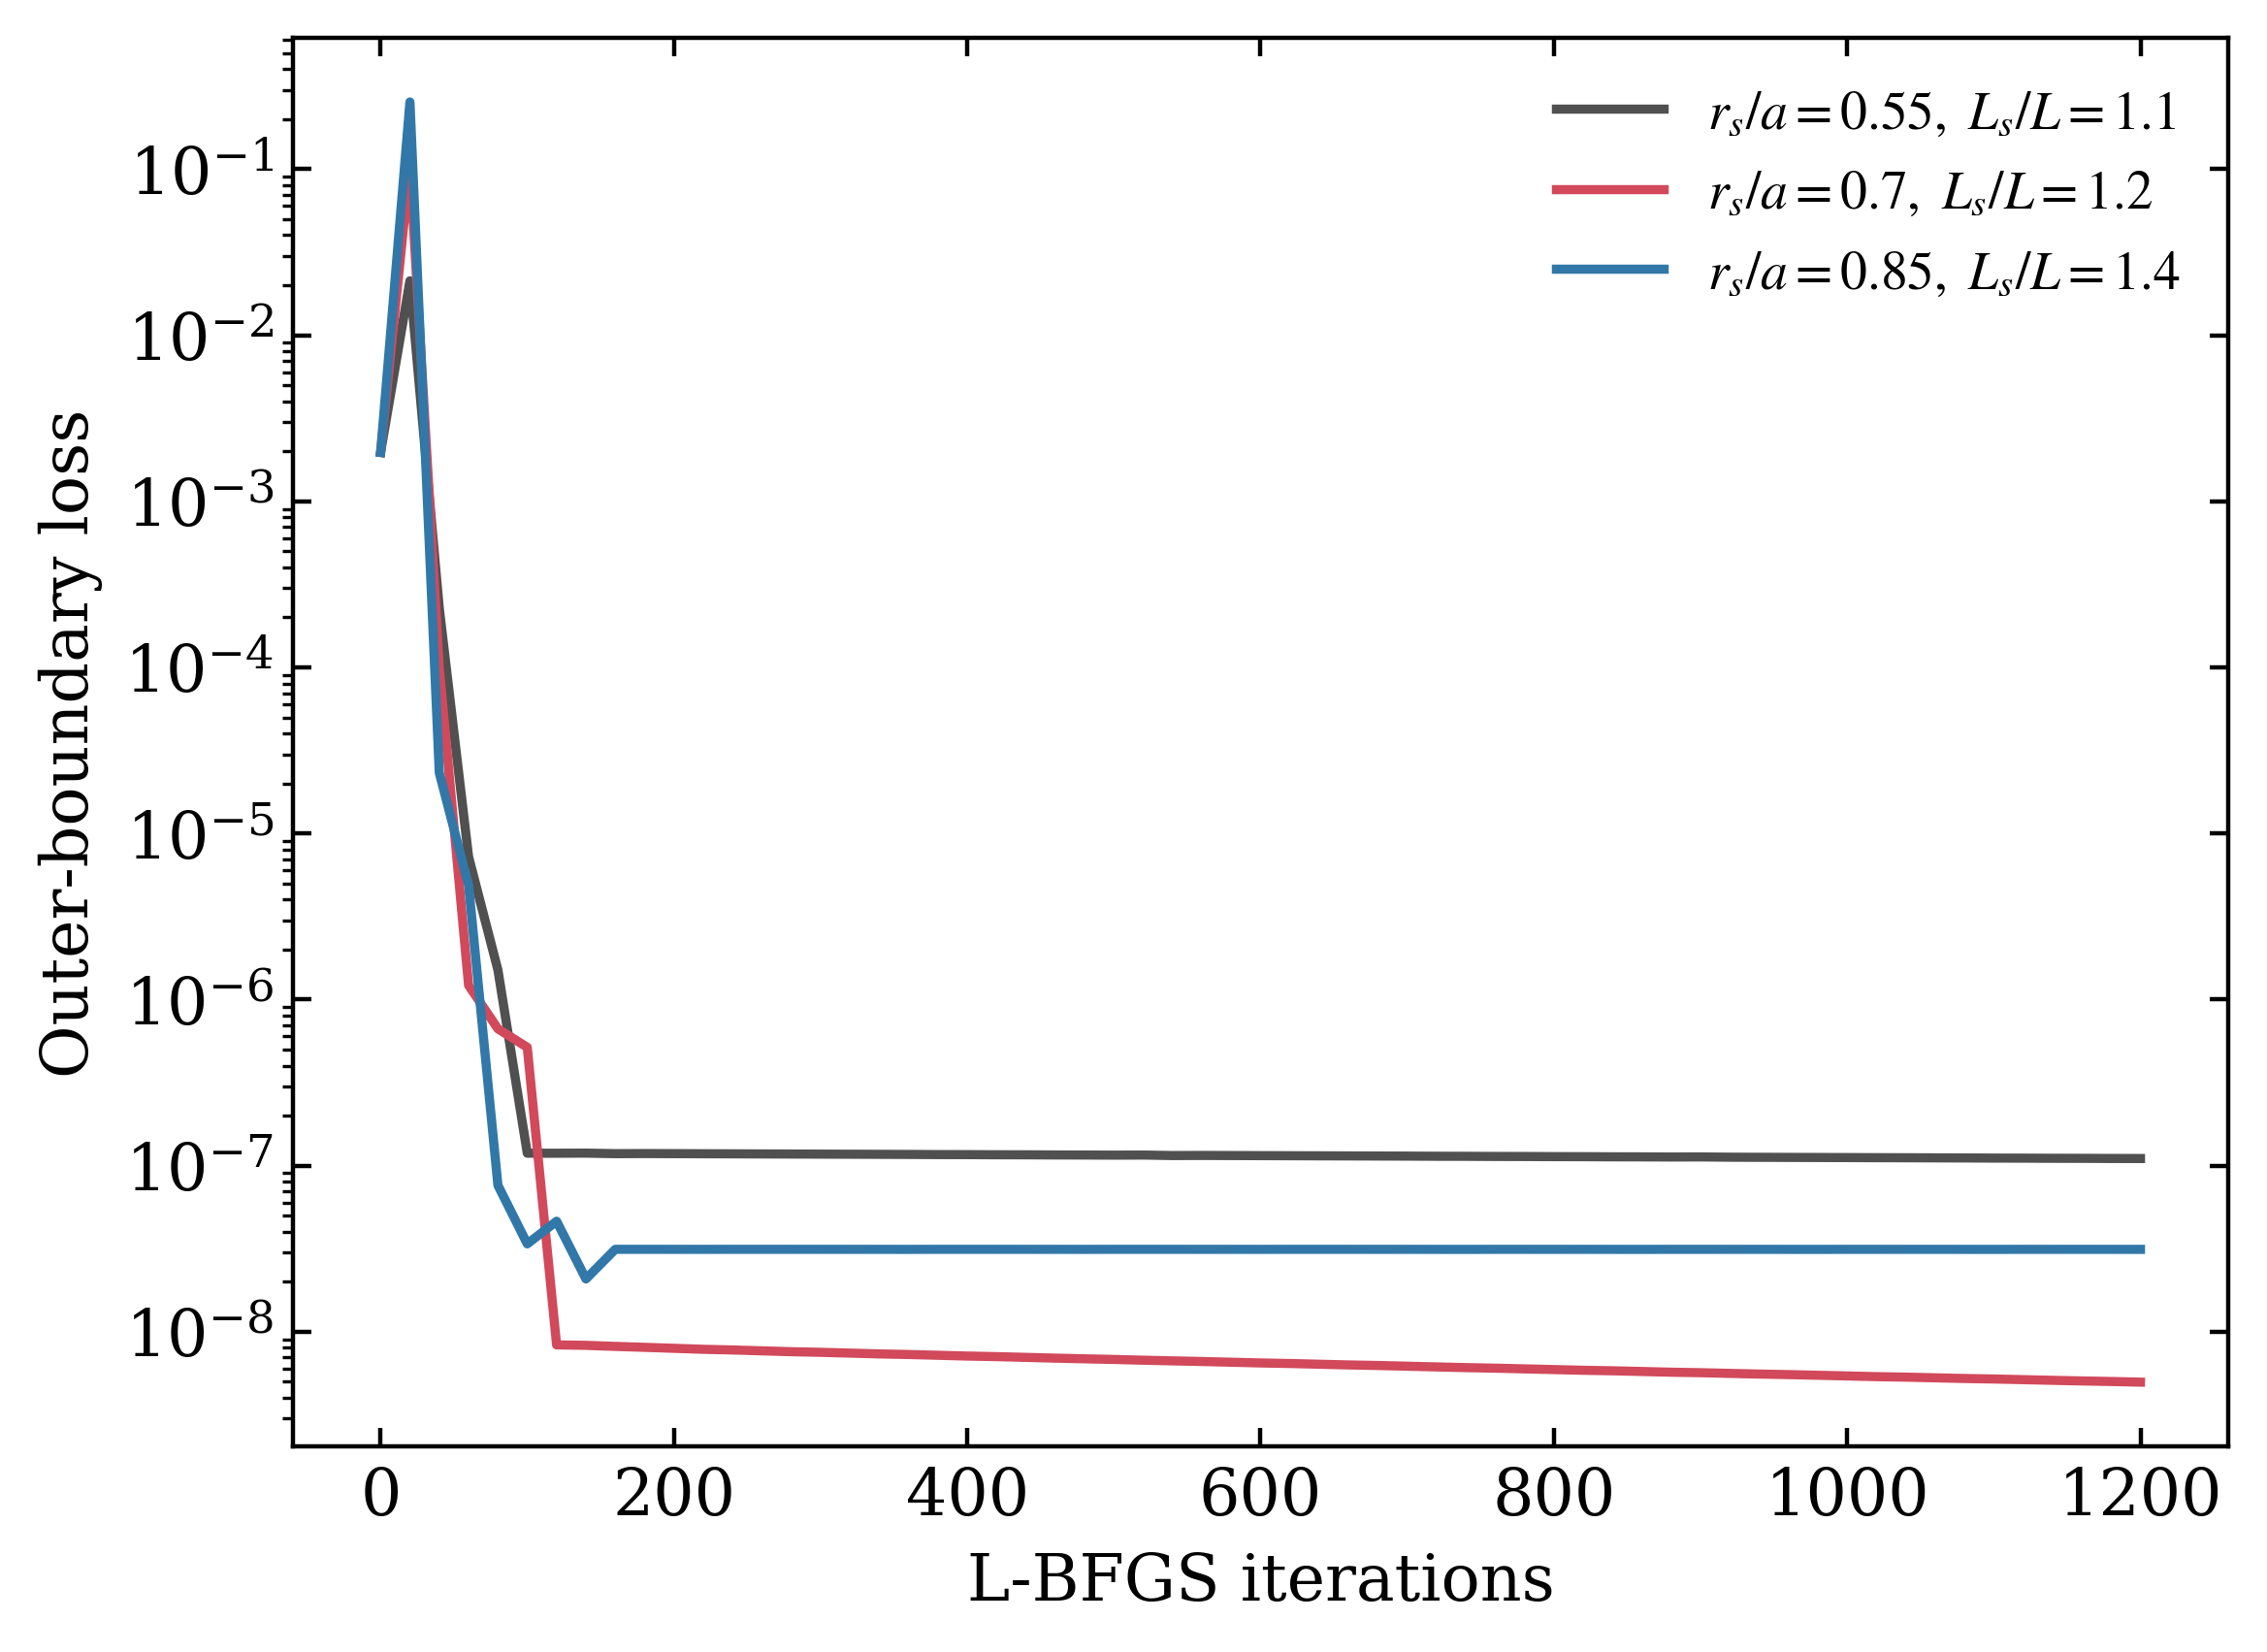 r_s/a = 0.55, L_s/L = 1.1
r_s/a = 0.7, L_s/L = 1.2
r_s/a = 0.85, L_s/L = 1.4
10⁻¹
10⁻²
10⁻³
10⁻⁴
10⁻⁵
10⁻⁶
10⁻⁷
10⁻⁸
Outer-boundary loss
0 200 400 600 800 1000 1200
L-BFGS iterations